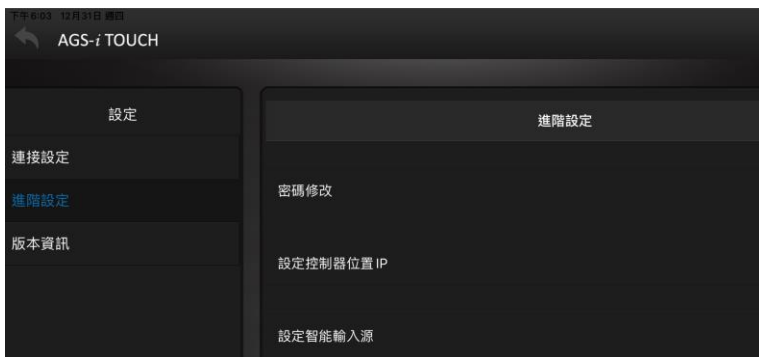 下午6:03 12月31日 週四
AGS-i TOUCH
設定
連接設定
進階設定
版本資訊
進階設定
密碼修改
設定控制器位置IP
設定智能輸入源